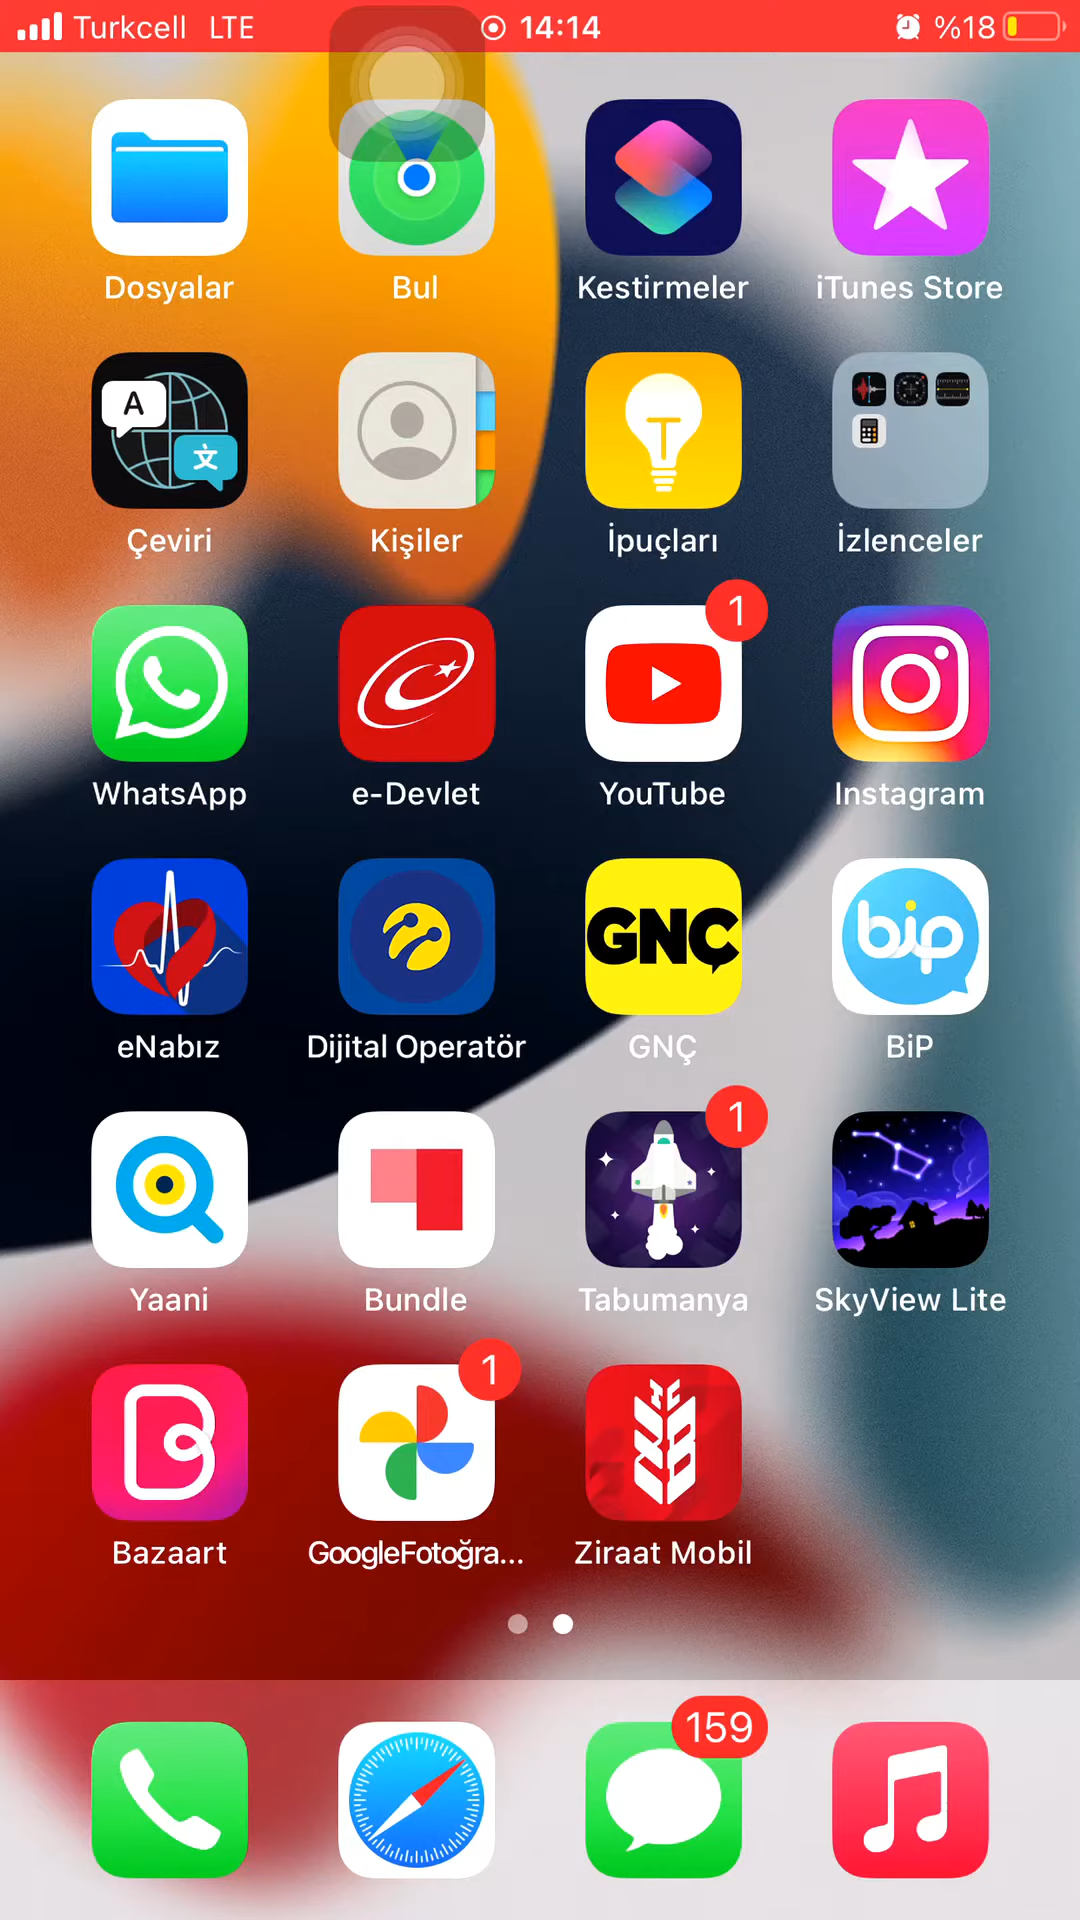 Turkcell LTE 14:14 %18
Dosyalar Bul Kestirmeler iTunes Store
A 文
Çeviri Kişiler İpuçları İzlenceler
1
WhatsApp e-Devlet YouTube Instagram
GNÇ bip
eNabız Dijital Operatör GNÇ BiP
1
Yaani Bundle Tabumanya SkyView Lite
1
TC
Bazaart GoogleFotoğra... Ziraat Mobil
159